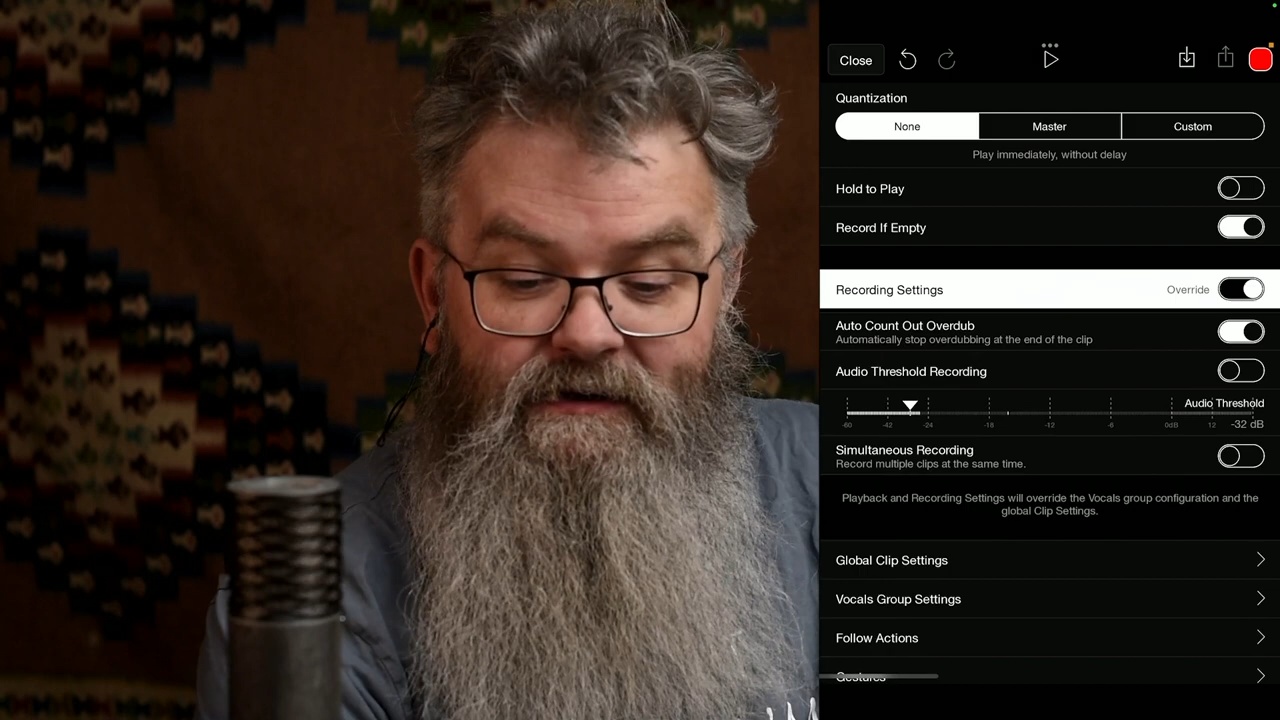 Close
Quantization
None Master Custom
Play immediately, without delay
Hold to Play
Record If Empty
Recording Settings Override
Auto Count Out Overdub
Automatically stop overdubbing at the end of the clip
Audio Threshold Recording
Audio Threshold
-60 -42 -24 -18 -12 -6 0dB 12 -32 dB
Simultaneous Recording
Record multiple clips at the same time.
Playback and Recording Settings will override the Vocals group configuration and the
global Clip Settings.
Global Clip Settings
Vocals Group Settings
Follow Actions
Gestures